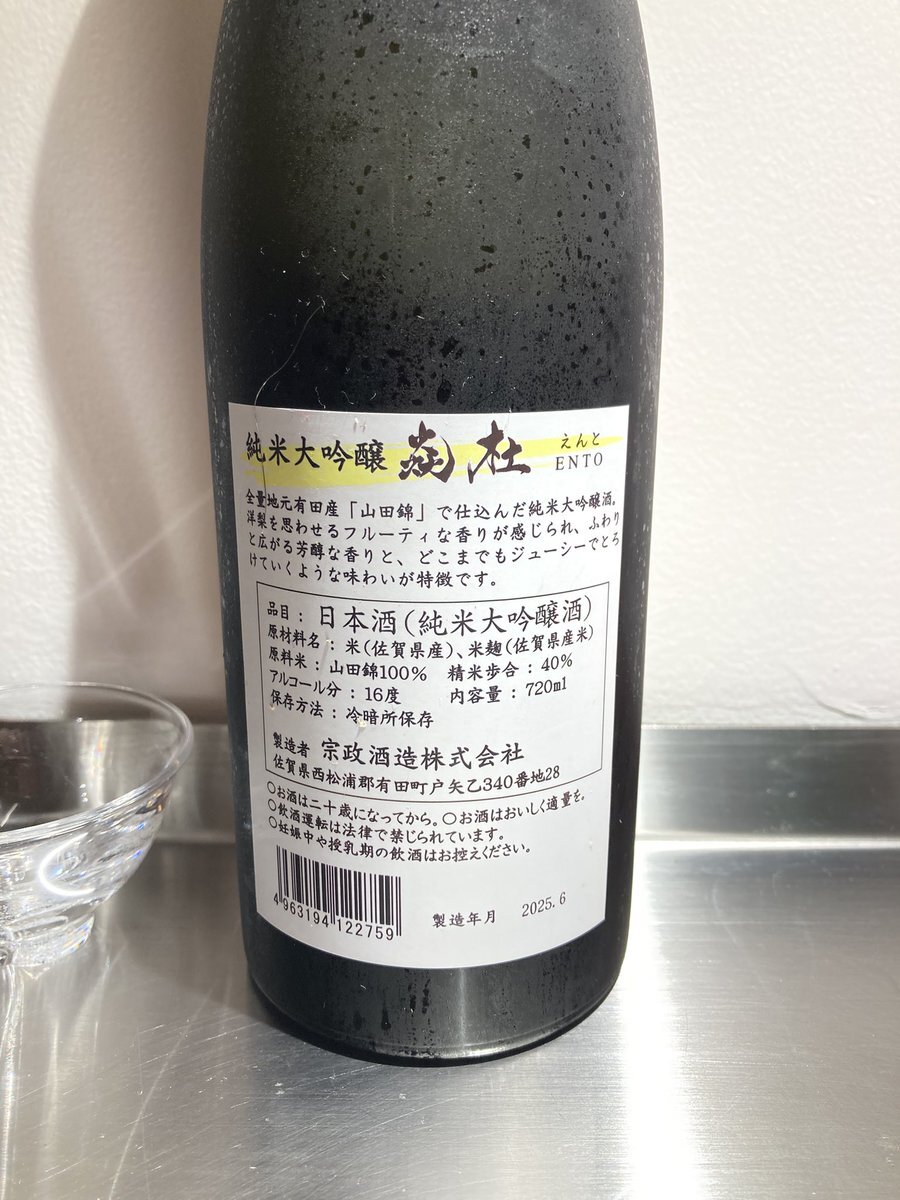 純米大吟醸 焱杜 えんと
ENTO
全量地元有田産「山田錦」で仕込んだ純米大吟醸酒。
洋梨を思わせるフルーティな香りが感じられ、ふわり
と広がる芳醇な香りと、どこまでもジューシーでとろ
けていくような味わいが特徴です。
品目:日本酒(純米大吟醸酒)
原材料名:米(佐賀県産)、米麹(佐賀県産米)
原料米:山田錦100% 精米歩合:40%
アルコール分:16度 内容量:720ml
保存方法:冷暗所保存
製造者 宗政酒造株式会社
佐賀県西松浦郡有田町戸矢乙340番地28
○お酒は二十歳になってから。○お酒はおいしく適量を。
○飲酒運転は法律で禁じられています。
○妊娠中や授乳期の飲酒はお控えください。
4 963194 122759
製造年月 2025.6